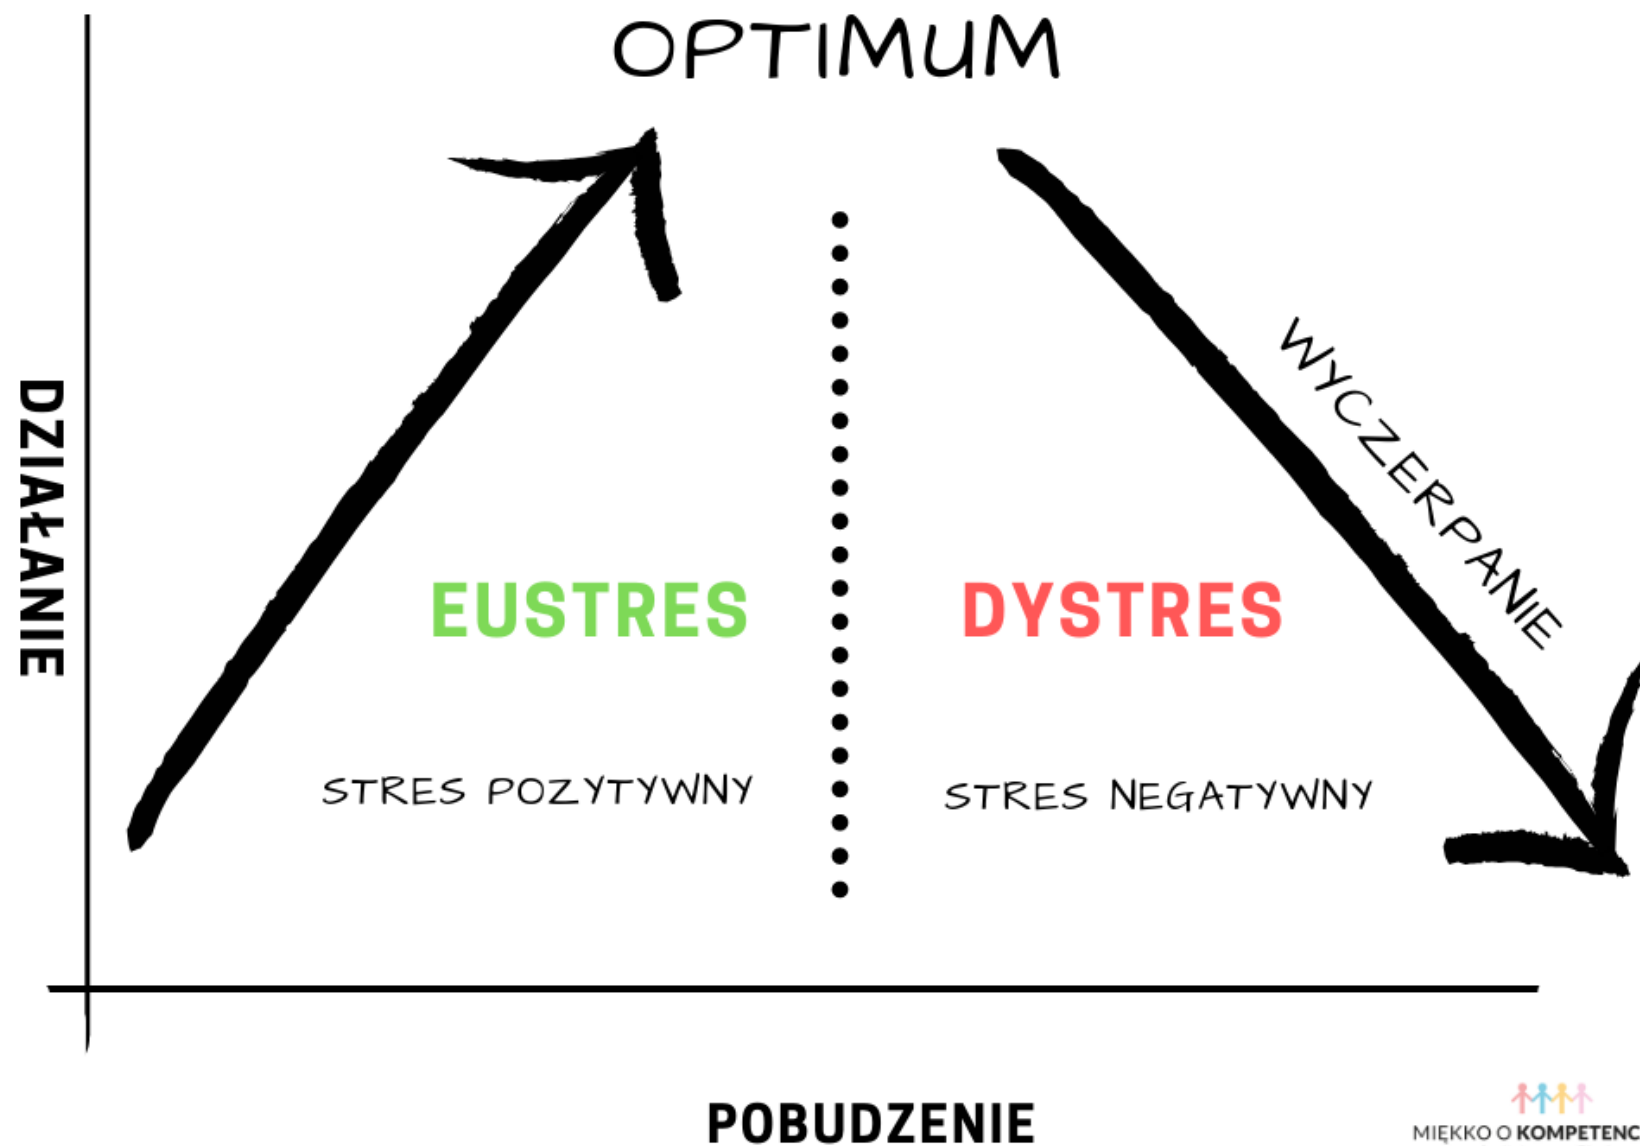 OPTIMUM
DZIAŁANIE
WYCZERPANIE
EUSTRES
DYSTRES
STRES POZYTYWNY
STRES NEGATYWNY
POBUDZENIE
MIĘKKO O KOMPETENC